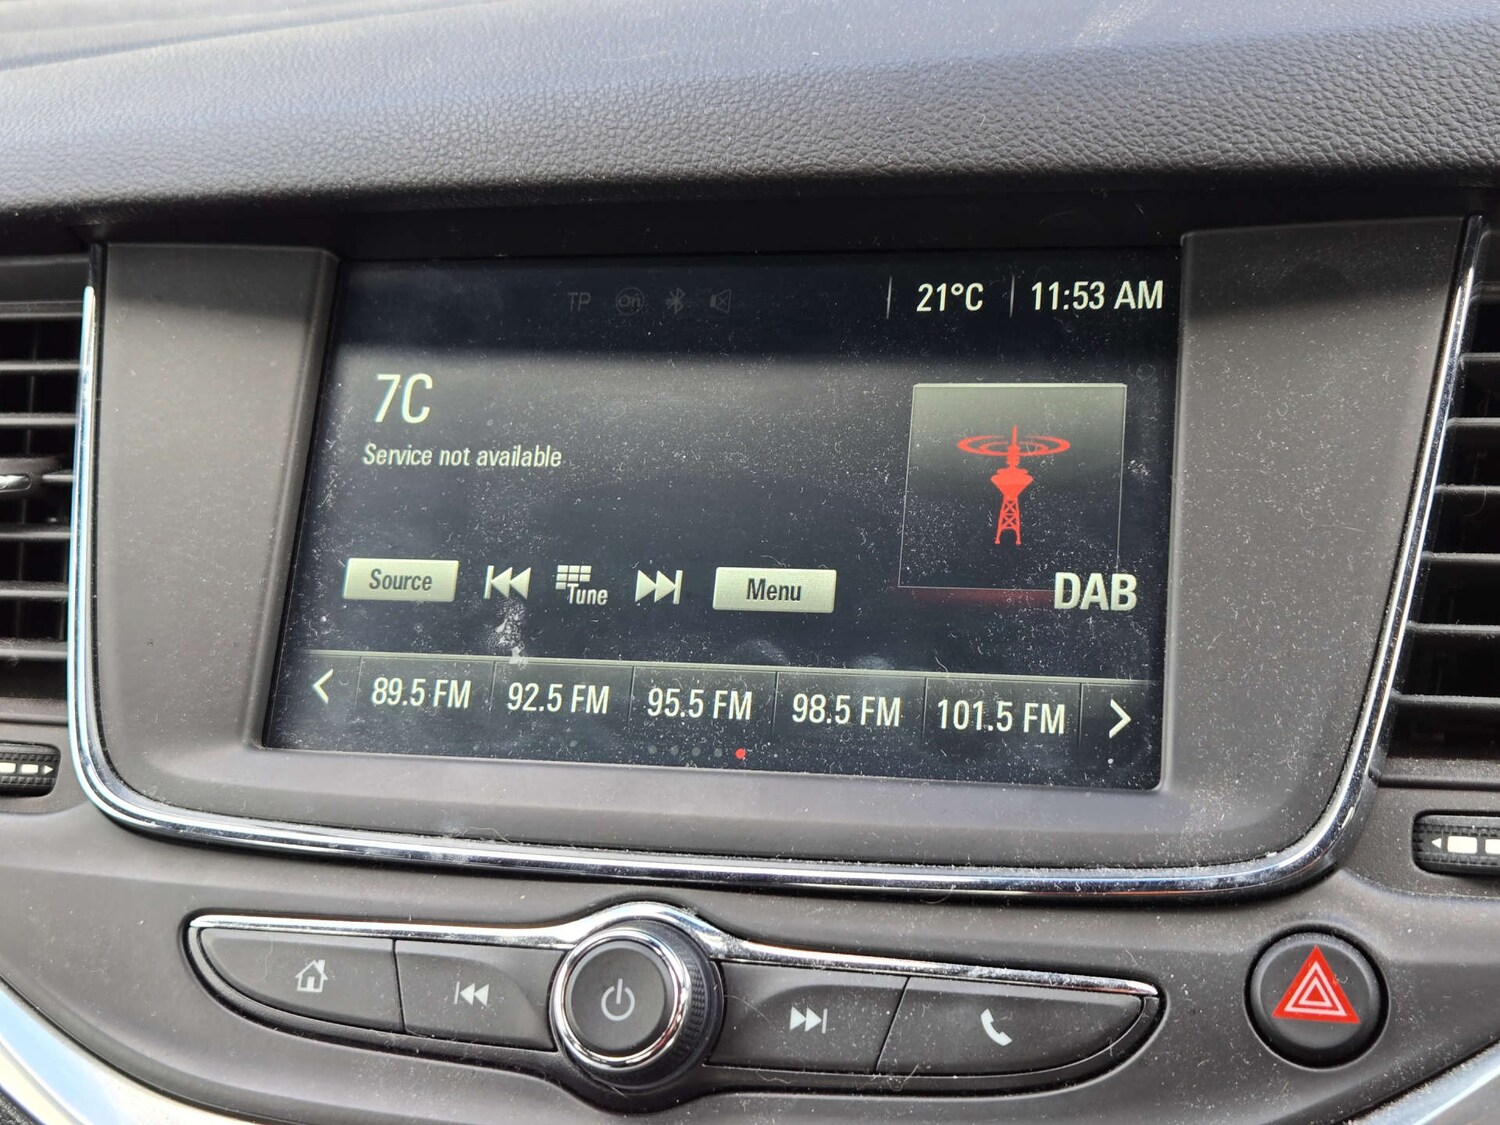 TP On
21°C 11:53 AM
7C
Service not available
Source Tune Menu
DAB
89.5 FM 92.5 FM 95.5 FM 98.5 FM 101.5 FM